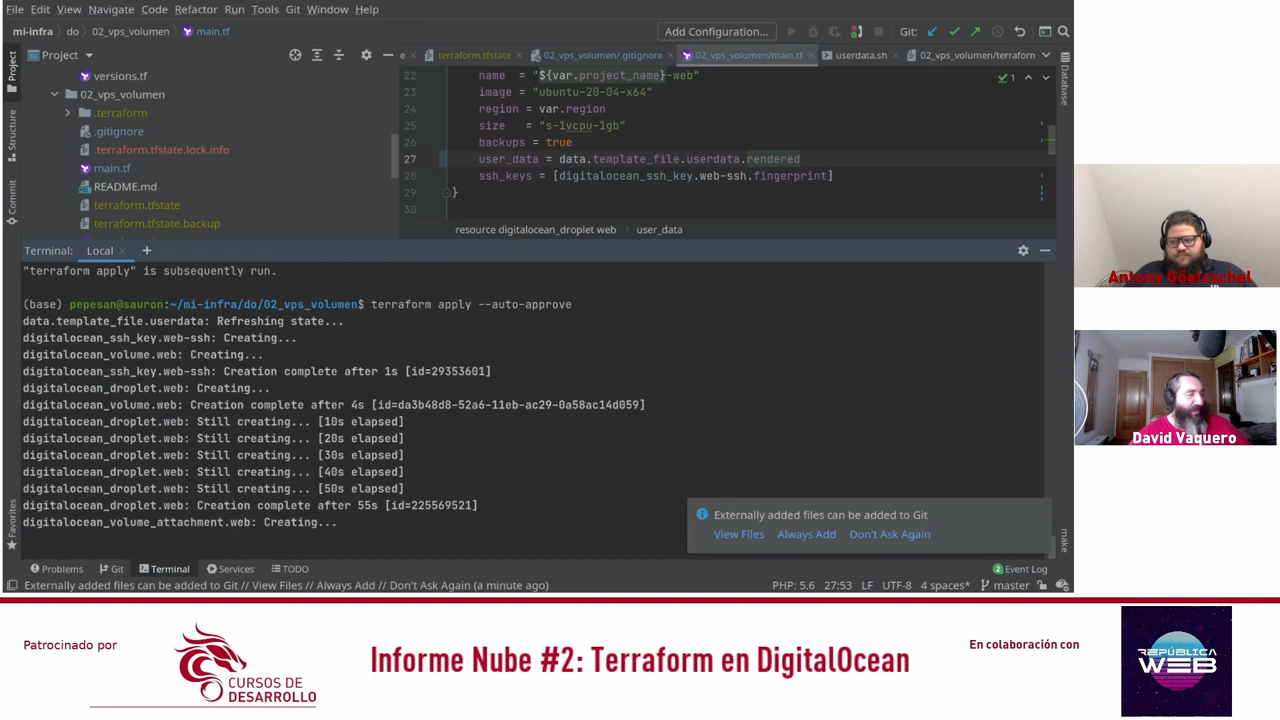 File Edit View Navigate Code Refactor Run Tools Git Window Help
mi-infra do 02_vps_volumen main.tf Add Configuration... Git:
Project e terraform.tfstate 02_vps_volumen/.gitignore 02_vps_volumen/main.tf userdata.sh 02_vps_volumen/terraform
Project
Structure
Commit
Favorites
Database
make
versions.tf
02_vps_volumen
.terraform
.gitignore
.terraform.tfstate.lock.info
main.tf
README.md
terraform.tfstate
terraform.tfstate.backup
1
22 name = "${var.project_name}-web"
23 image = "ubuntu-20-04-x64"
24 region = var.region
25 size = "s-1vcpu-1gb"
26 backups = true
27 user_data = data.template_file.userdata.rendered
28 ssh_keys = [digitalocean_ssh_key.web-ssh.fingerprint]
29 }
30
resource digitalocean_droplet web user_data
Terminal: Local
"terraform apply" is subsequently run.
(base) pepesan@sauron:~/mi-infra/do/02_vps_volumen$ terraform apply --auto-approve
data.template_file.userdata: Refreshing state...
digitalocean_ssh_key.web-ssh: Creating...
digitalocean_volume.web: Creating...
digitalocean_ssh_key.web-ssh: Creation complete after 1s [id=29353601]
digitalocean_droplet.web: Creating...
digitalocean_volume.web: Creation complete after 4s [id=da3b48d8-52a6-11eb-ac29-0a58ac14d059]
digitalocean_droplet.web: Still creating... [10s elapsed]
digitalocean_droplet.web: Still creating... [20s elapsed]
digitalocean_droplet.web: Still creating... [30s elapsed]
digitalocean_droplet.web: Still creating... [40s elapsed]
digitalocean_droplet.web: Still creating... [50s elapsed]
digitalocean_droplet.web: Creation complete after 55s [id=225569521]
digitalocean_volume_attachment.web: Creating...
Externally added files can be added to Git
View Files Always Add Don't Ask Again
Problems Git Terminal Services TODO 2 Event Log
Externally added files can be added to Git // View Files // Always Add // Don't Ask Again (a minute ago) PHP: 5.6 27:53 LF UTF-8 4 spaces* master
Antony Goetzschel
David Vaquero
Patrocinado por
CURSOS DE
DESARROLLO
Informe Nube #2: Terraform en DigitalOcean
En colaboración con
REPÚBLICA
WEB